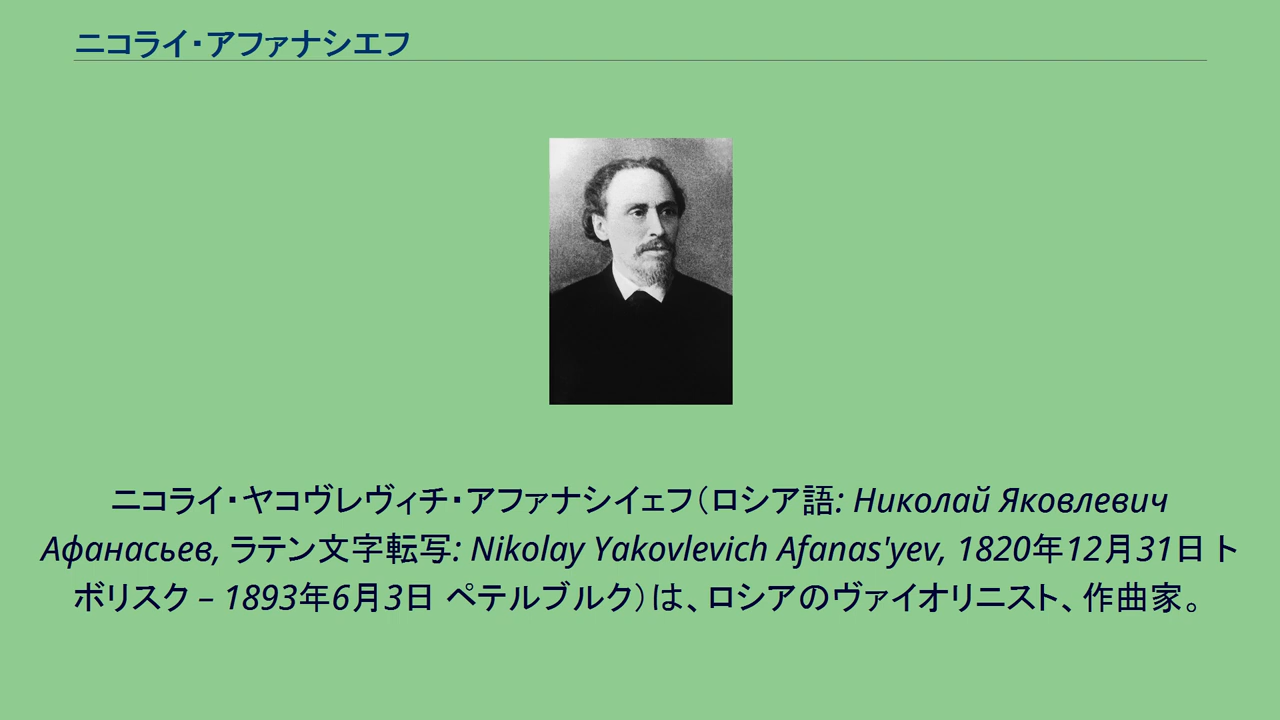 ニコライ・アファナシエフ
ニコライ・ヤコヴレヴィチ・アファナシイェフ（ロシア語: Николай Яковлевич
Афанасьев, ラテン文字転写: Nikolay Yakovlevich Afanas'yev, 1820年12月31日 ト
ボリスク – 1893年6月3日 ペテルブルク）は、ロシアのヴァイオリニスト、作曲家。